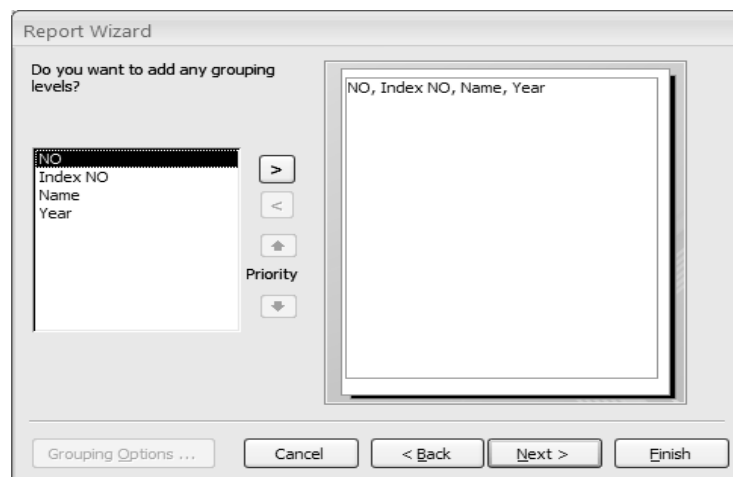 Report Wizard
Do you want to add any grouping
levels?
NO
Index NO
Name
Year
>
<
Priority
NO, Index NO, Name, Year
Grouping Options ...
Cancel
< Back
Next >
Finish